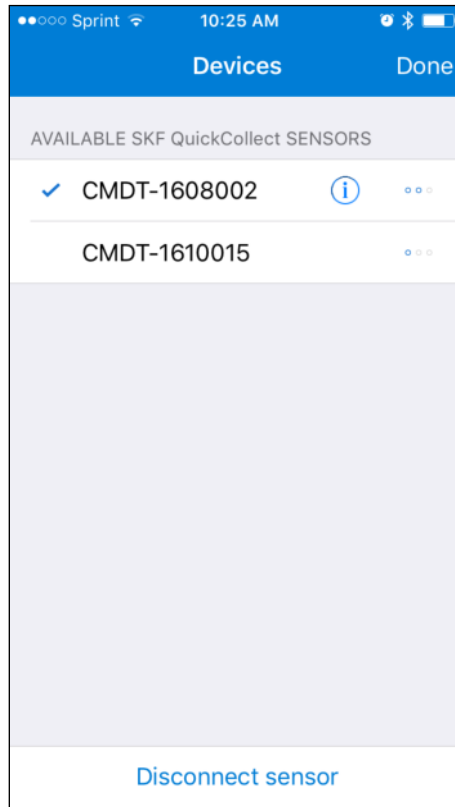 Sprint 10:25 AM
Devices Done
AVAILABLE SKF QuickCollect SENSORS
CMDT-1608002
CMDT-1610015
Disconnect sensor